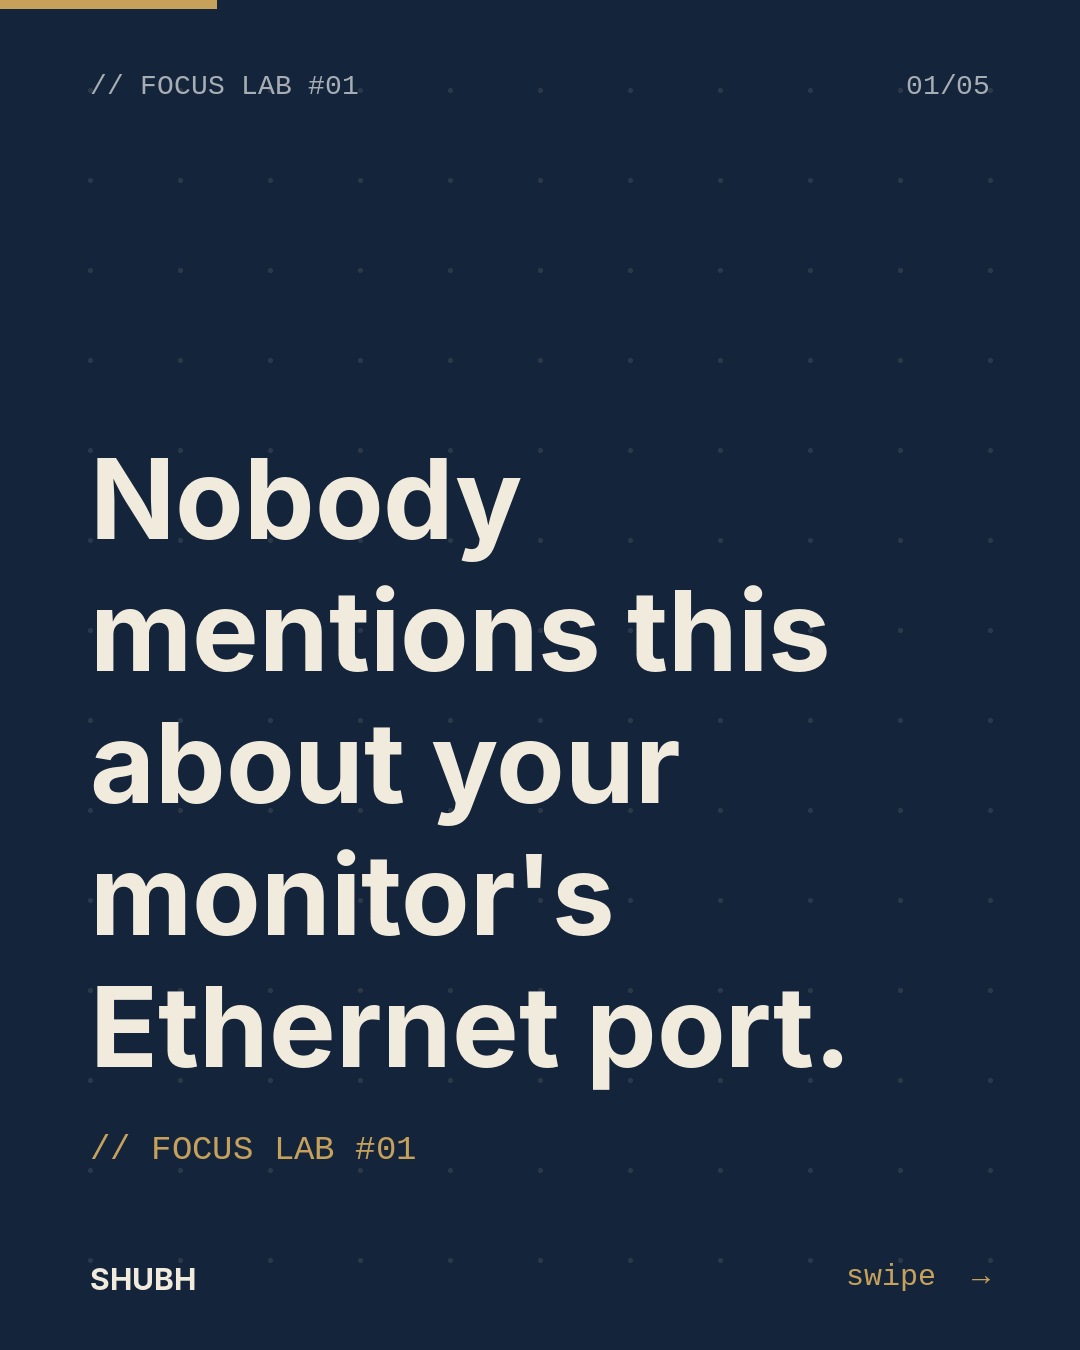 // FOCUS LAB #01
01/05
Nobody
mentions this
about your
monitor's
Ethernet port.
// FOCUS LAB #01
SHUBH
swipe →